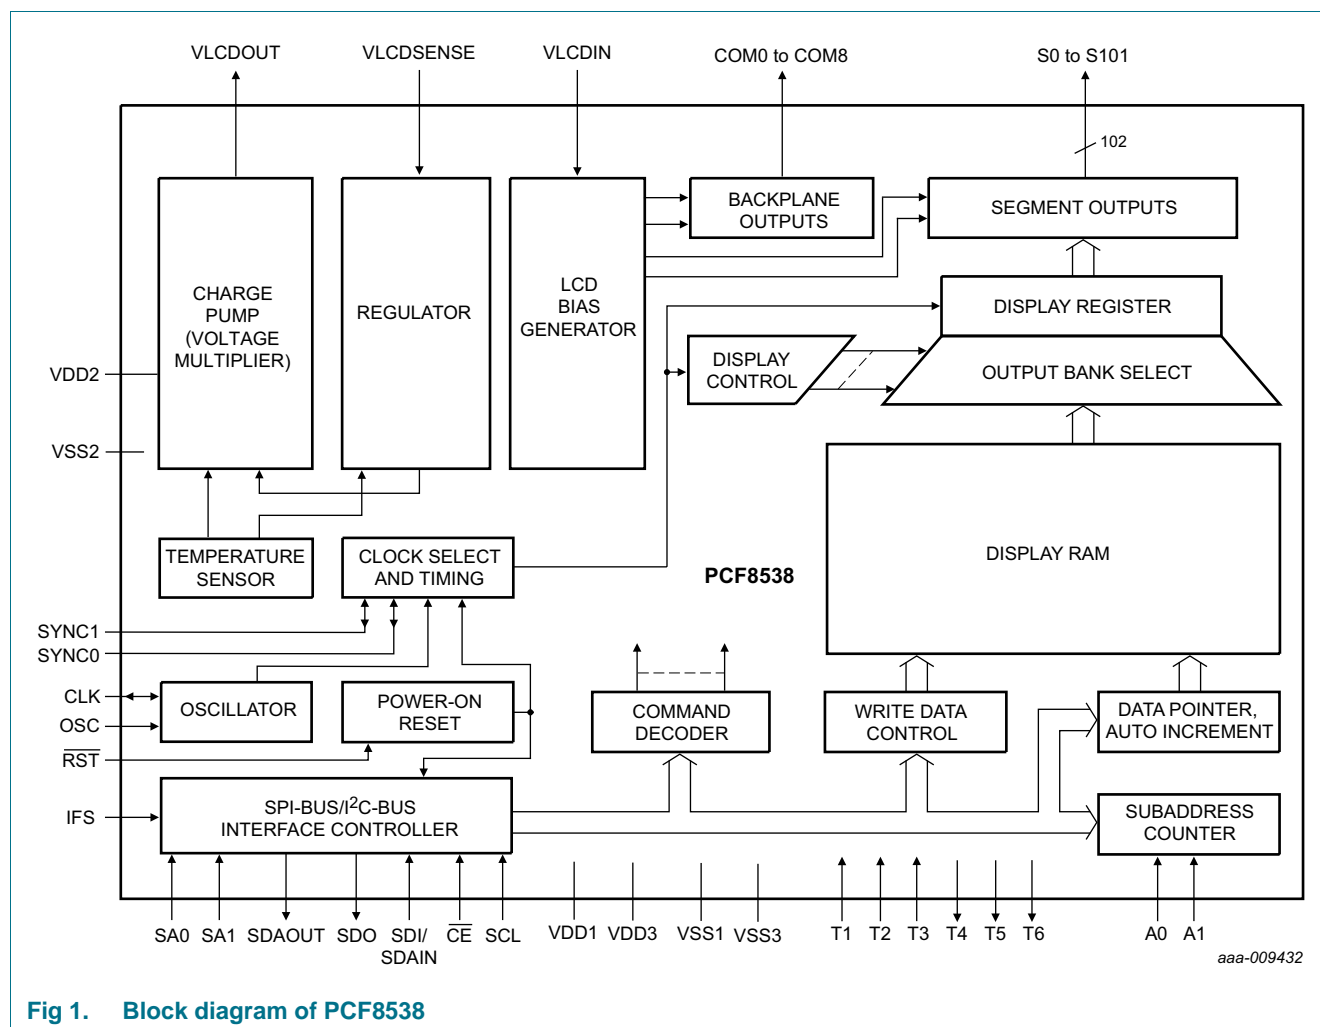 VLCDOUT
VLCDSENSE
VLCDIN
COM0 to COM8
S0 to S101
102
CHARGE
PUMP
(VOLTAGE
MULTIPLIER)
REGULATOR
LCD
BIAS
GENERATOR
BACKPLANE
OUTPUTS
SEGMENT OUTPUTS
DISPLAY REGISTER
DISPLAY
CONTROL
OUTPUT BANK SELECT
VDD2
VSS2
TEMPERATURE
SENSOR
CLOCK SELECT
AND TIMING
PCF8538
DISPLAY RAM
SYNC1
SYNC0
CLK
OSC
RST
OSCILLATOR
POWER-ON
RESET
COMMAND
DECODER
WRITE DATA
CONTROL
DATA POINTER,
AUTO INCREMENT
IFS
SPI-BUS/I²C-BUS
INTERFACE CONTROLLER
SUBADDRESS
COUNTER
SA0
SA1
SDAOUT
SDO
SDI/
SDAIN
CE
SCL
VDD1
VDD3
VSS1
VSS3
T1
T2
T3
T4
T5
T6
A0
A1
aaa-009432
Fig 1. Block diagram of PCF8538